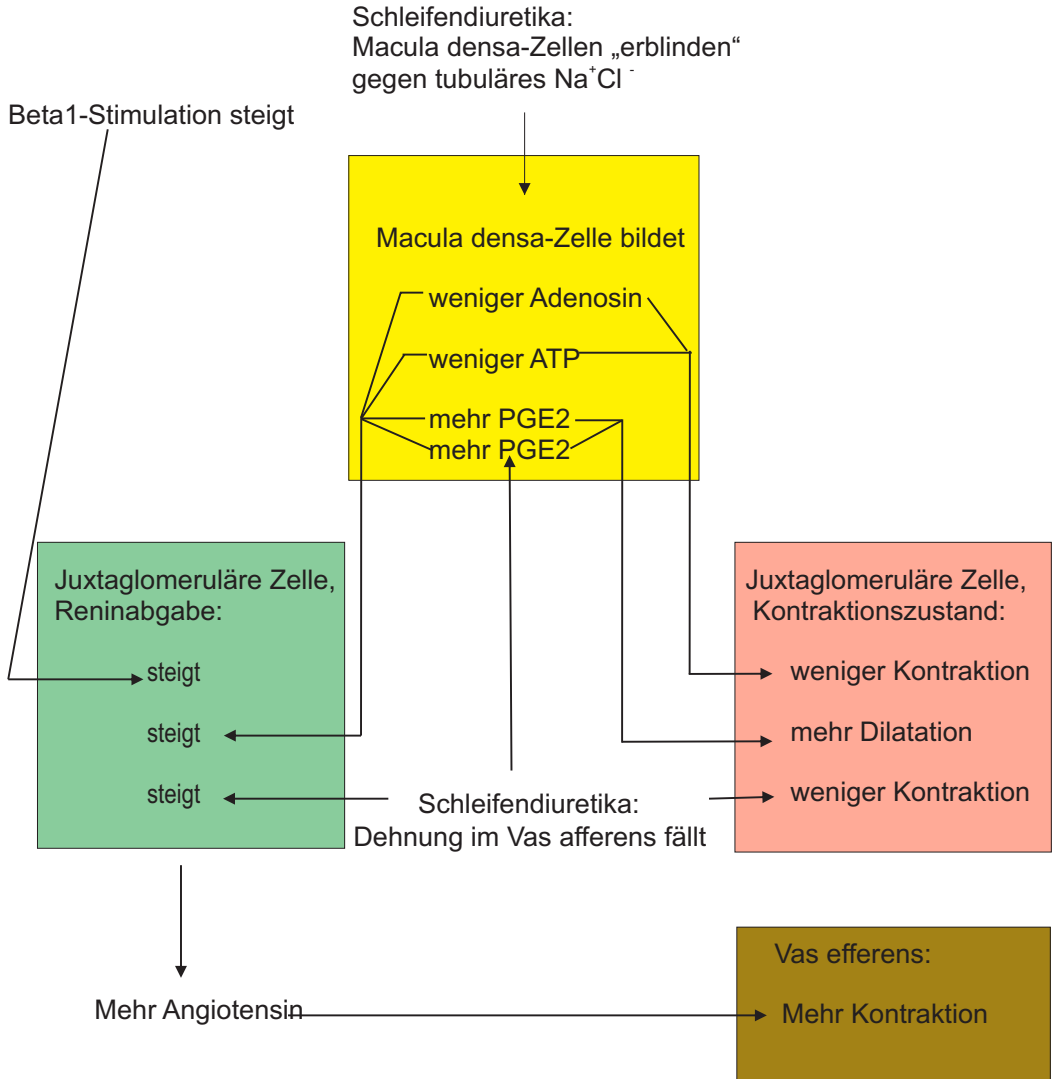 Schleifendiuretika:
Macula densa-Zellen „erblinden“
gegen tubuläres Na⁺Cl ⁻
Beta1-Stimulation steigt
Macula densa-Zelle bildet
weniger Adenosin
weniger ATP
mehr PGE2
mehr PGE2
Juxtaglomeruläre Zelle,
Reninabgabe:
steigt
steigt
steigt
Juxtaglomeruläre Zelle,
Kontraktionszustand:
weniger Kontraktion
mehr Dilatation
weniger Kontraktion
Schleifendiuretika:
Dehnung im Vas afferens fällt
Mehr Angiotensin
Vas efferens:
Mehr Kontraktion